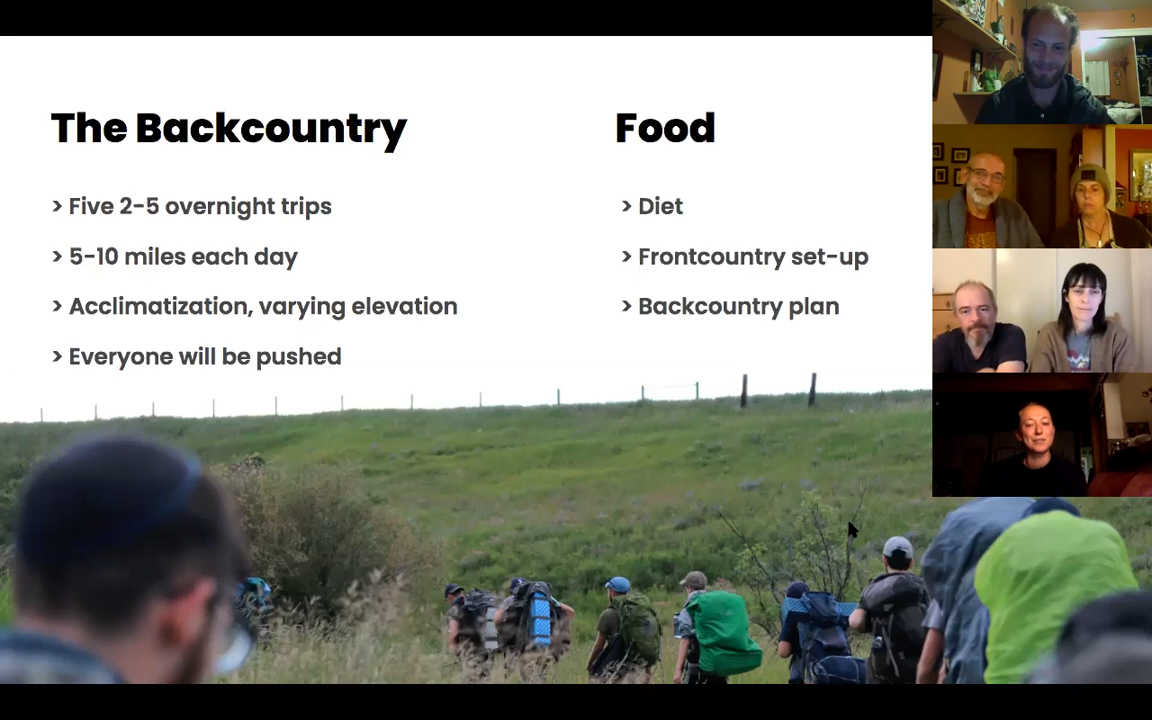 The Backcountry
> Five 2-5 overnight trips
> 5-10 miles each day
> Acclimatization, varying elevation
> Everyone will be pushed
Food
> Diet
> Frontcountry set-up
> Backcountry plan